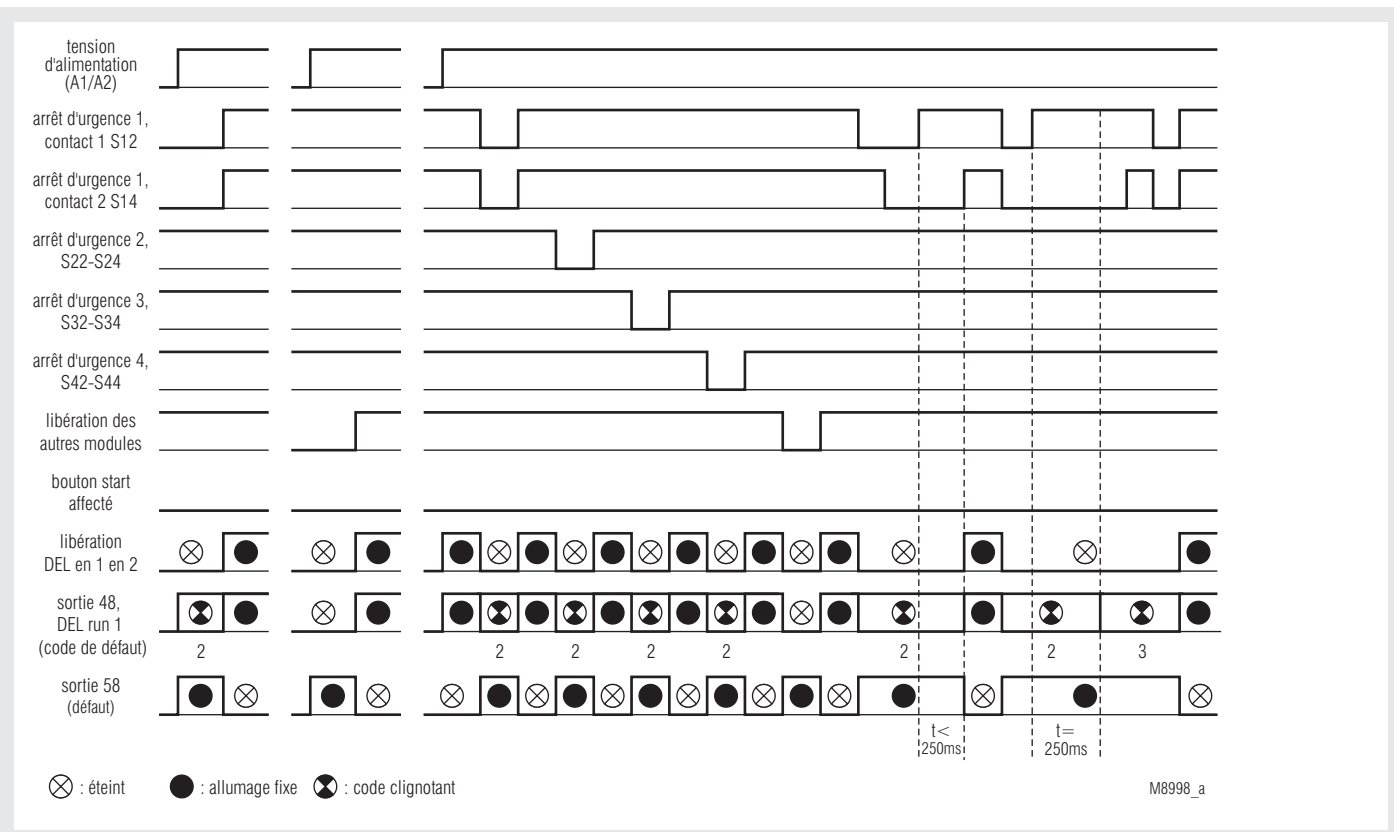 tension
d'alimentation
(A1/A2)
arrêt d'urgence 1,
contact 1 S12
arrêt d'urgence 1,
contact 2 S14
arrêt d'urgence 2,
S22-S24
arrêt d'urgence 3,
S32-S34
arrêt d'urgence 4,
S42-S44
libération des
autres modules
bouton start
affecté
libération
DEL en 1 en 2
sortie 48,
DEL run 1
(code de défaut)
2 2 2 2 2 2 2 3
sortie 58
(défaut)
t<
250ms
t=
250ms
: éteint : allumage fixe : code clignotant
M8998_a